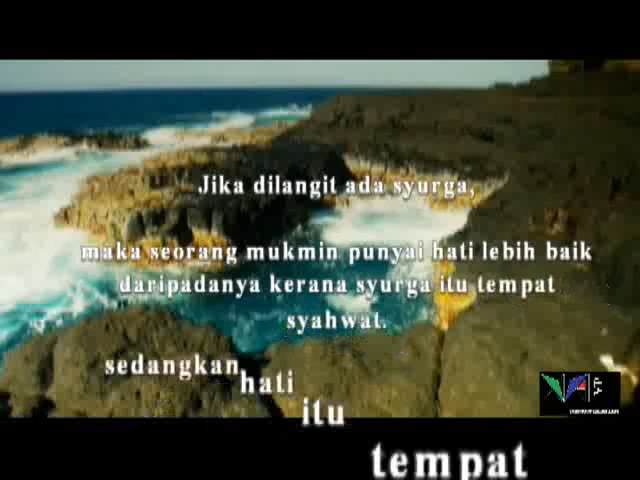 Jika dilangit ada syurga,
maka seorang mukmin punyai hati lebih baik
daripadanya kerana syurga itu tempat
syahwat.
sedangkan
hati
itu
tempat